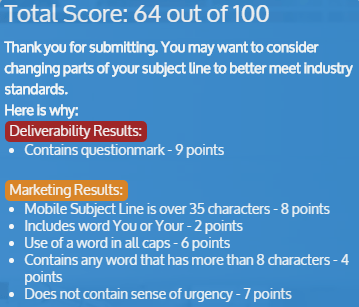 Total Score: 64 out of 100
Thank you for submitting. You may want to consider
changing parts of your subject line to better meet industry
standards.
Here is why:
Deliverability Results:
• Contains questionmark - 9 points
Marketing Results:
• Mobile Subject Line is over 35 characters - 8 points
• Includes word You or Your - 2 points
• Use of a word in all caps - 6 points
• Contains any word that has more than 8 characters - 4
points
• Does not contain sense of urgency - 7 points